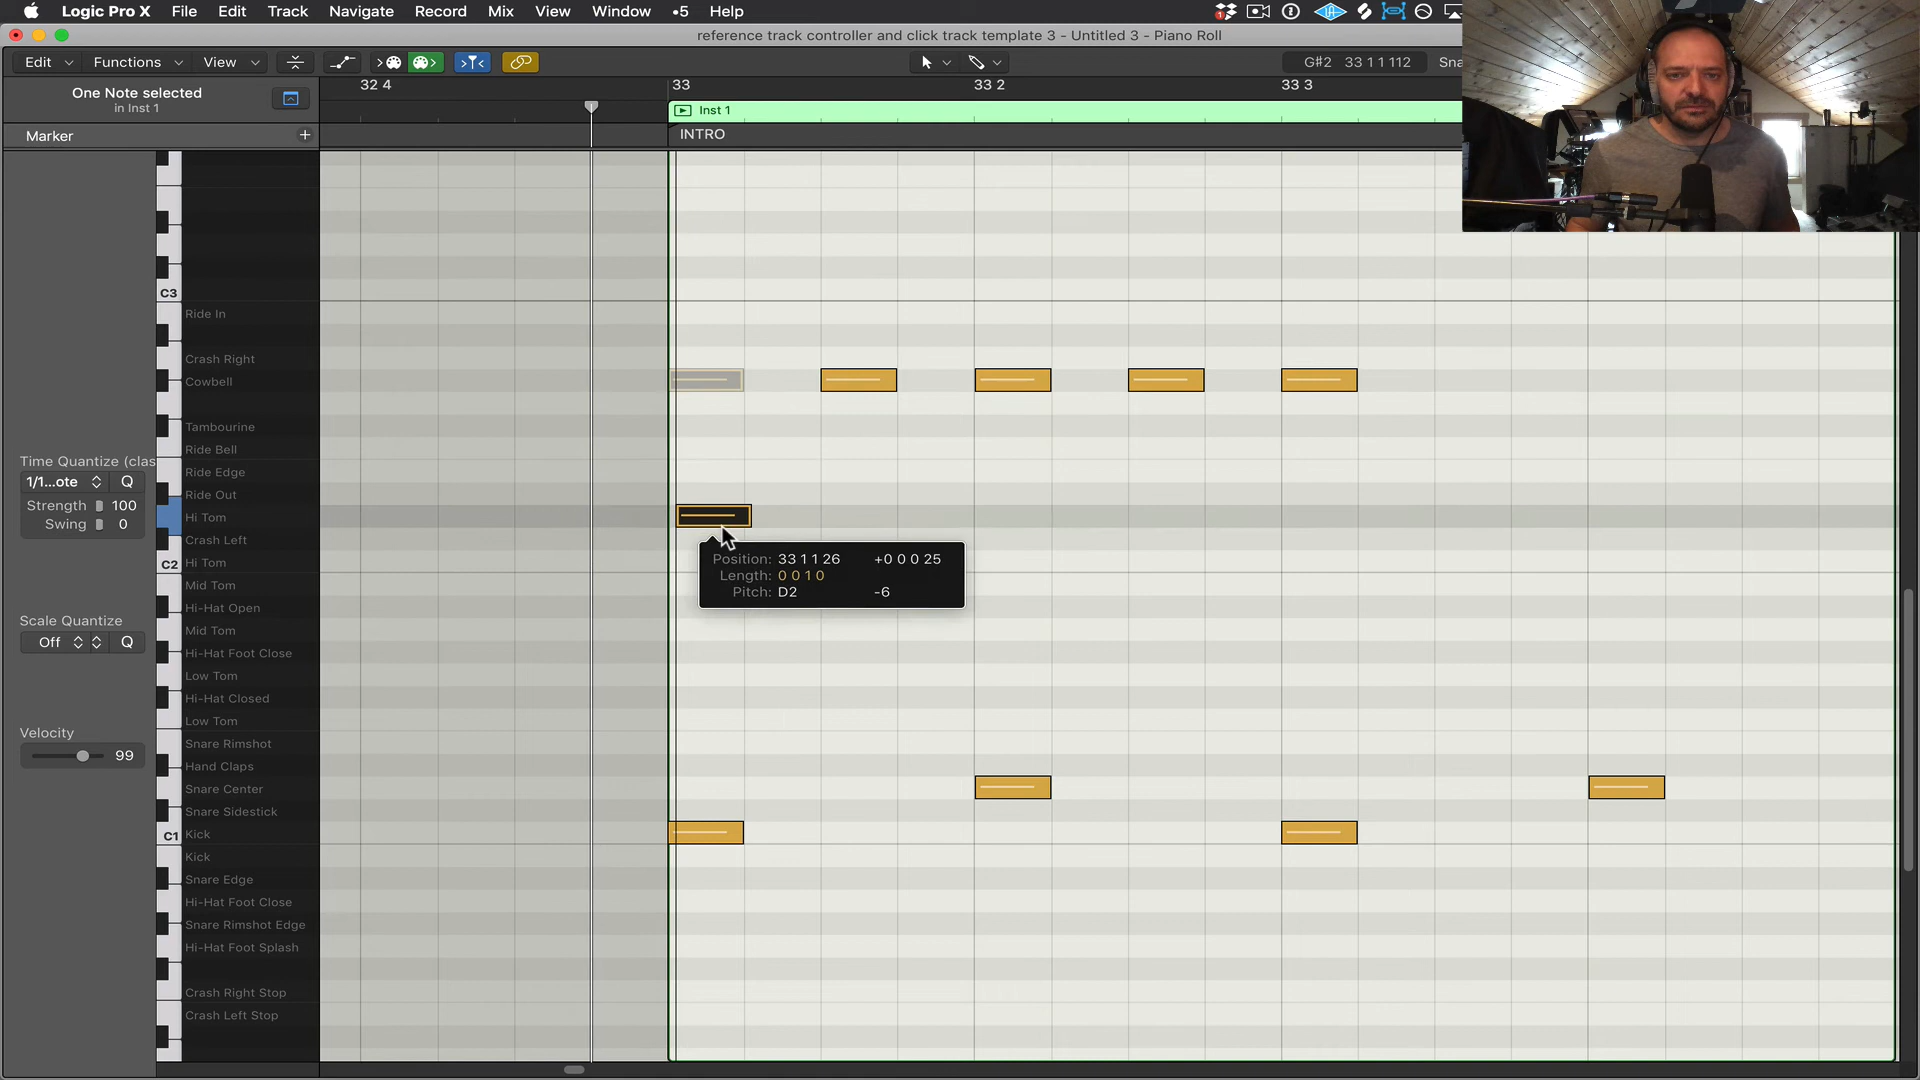 Logic Pro X File Edit Track Navigate Record Mix View Window •5 Help
reference track controller and click track template 3 - Untitled 3 - Piano Roll
Edit Functions View G#2 33 1 1 112 Sna
One Note selected
in Inst 1
32 4 33 33 2 33 3
Inst 1
Marker + INTRO
C3
Ride In
Crash Right
Cowbell
Tambourine
Ride Bell
Ride Edge
Ride Out
Hi Tom
Crash Left
C2 Hi Tom
Mid Tom
Hi-Hat Open
Mid Tom
Hi-Hat Foot Close
Low Tom
Hi-Hat Closed
Low Tom
Snare Rimshot
Hand Claps
Snare Center
Snare Sidestick
C1 Kick
Kick
Snare Edge
Hi-Hat Foot Close
Snare Rimshot Edge
Hi-Hat Foot Splash
Crash Right Stop
Crash Left Stop
Time Quantize (clas
1/1...ote Q
Strength 100
Swing 0
Scale Quantize
Off Q
Velocity
99
Position: 33 1 1 26 +0 0 0 25
Length: 0 0 1 0
Pitch: D2 -6